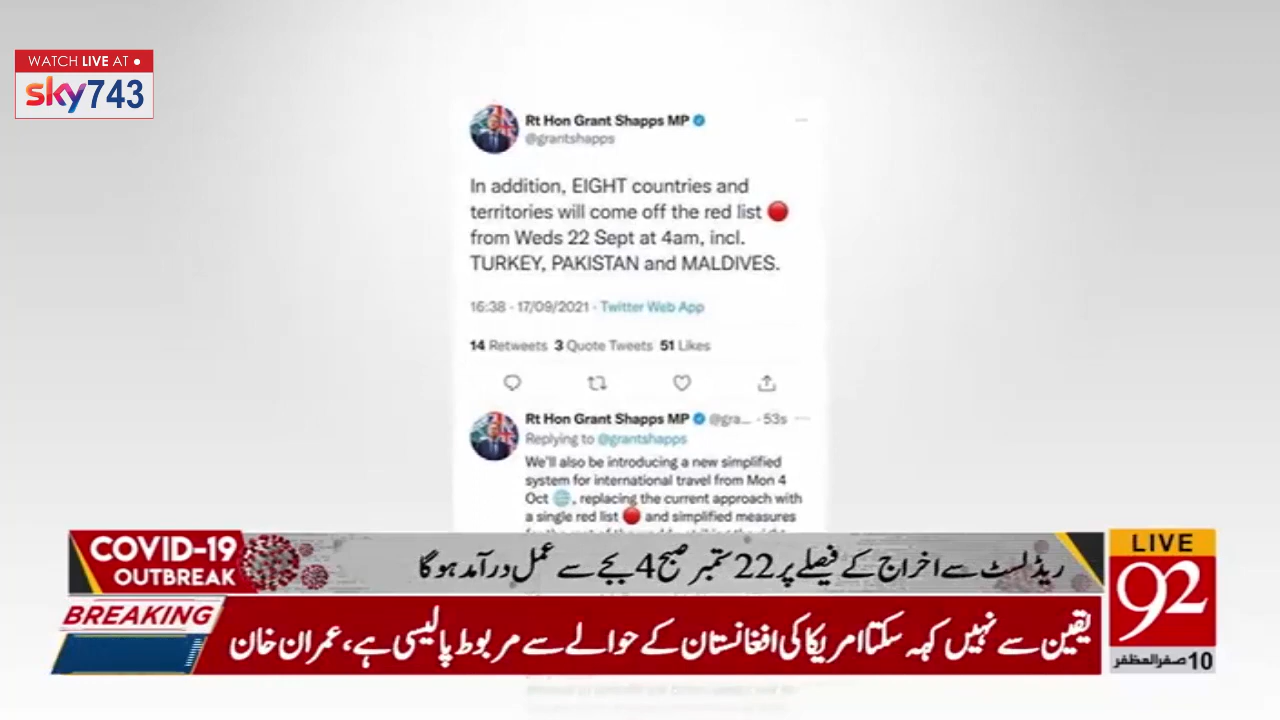 WATCH LIVE AT
sky743
Rt Hon Grant Shapps MP
@grantshapps
In addition, EIGHT countries and
territories will come off the red list 🔴
from Weds 22 Sept at 4am, incl.
TURKEY, PAKISTAN and MALDIVES.
16:38 - 17/09/2021 - Twitter Web App
14 Retweets 3 Quote Tweets 51 Likes
Rt Hon Grant Shapps MP @gra... · 53s
Replying to @grantshapps
We'll also be introducing a new simplified
system for international travel from Mon 4
Oct 🌐, replacing the current approach with
a single red list 🔴 and simplified measures
COVID-19
OUTBREAK
ریڈ لسٹ سے اخراج کے فیصلے پر 22 ستمبر صبح 4 بجے سے عمل درآمد ہوگا
BREAKING
یقین سے نہیں کہہ سکتا امریکا کی افغانستان کے حوالے سے مربوط پالیسی ہے، عمران خان
LIVE
92
10 صفرالمظفر